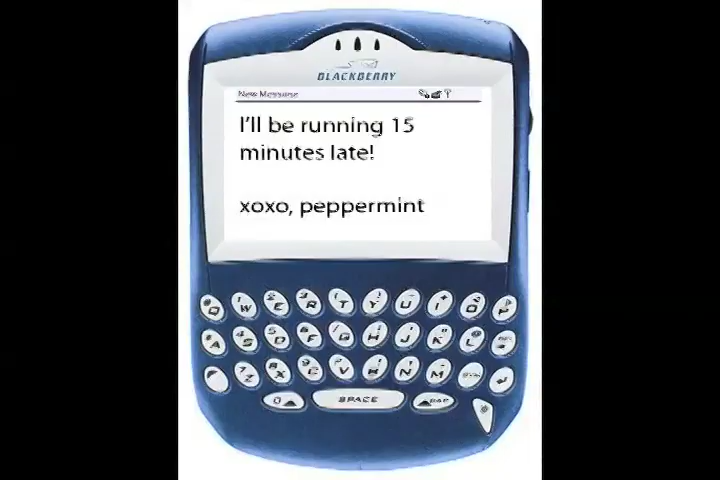 BLACKBERRY
New Message
I'll be running 15
minutes late!
xoxo, peppermint
Q W E R T Y U I O P
A S D F G H J K L
Z X C V B N M
SPACE